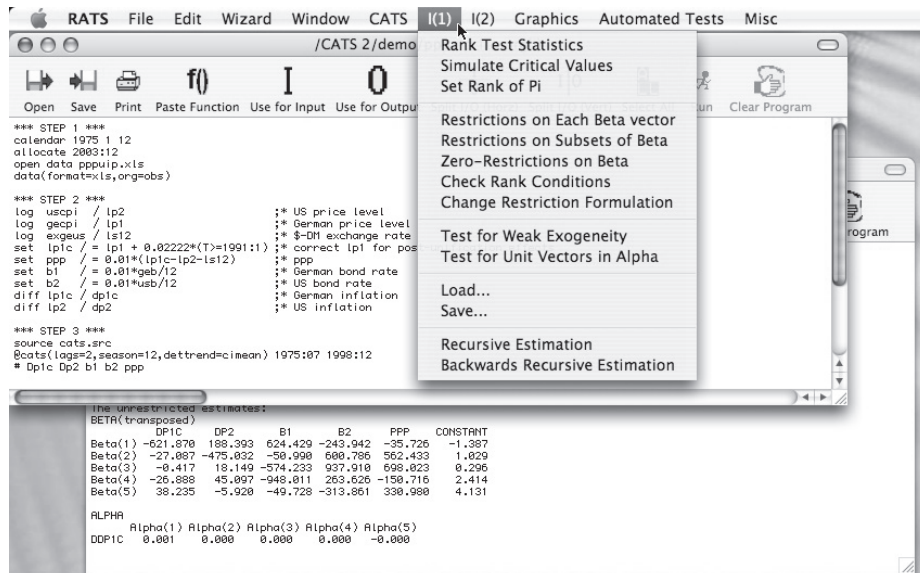 RATS File Edit Wizard Window CATS I(1) I(2) Graphics Automated Tests Misc
/CATS 2/demo
Open Save Print Paste Function Use for Input Use for Outpu Clear Program
Rank Test Statistics
Simulate Critical Values
Set Rank of Pi
Restrictions on Each Beta vector
Restrictions on Subsets of Beta
Zero-Restrictions on Beta
Check Rank Conditions
Change Restriction Formulation
Test for Weak Exogeneity
Test for Unit Vectors in Alpha
Load...
Save...
Recursive Estimation
Backwards Recursive Estimation
*** STEP 1 ***
calendar 1975 1 12
allocate 2003:12
open data pppuip.xls
data(format=xls,org=obs)
*** STEP 2 ***
log uscpi / lp2 ;* US price level
log gecpi / lp1 ;* German price level
log exgeus / ls12 ;* $-DM exchange rate
set lp1c / = lp1 + 0.02222*(T>=1991:1) ;* correct lp1 for pos
set ppp / = 0.01*(lp1c-lp2-ls12) ;* ppp
set b1 / = 0.01*geb/12 ;* German bond rate
set b2 / = 0.01*usb/12 ;* US bond rate
diff lp1c / dp1c ;* German inflation
diff lp2 / dp2 ;* US inflation
*** STEP 3 ***
source cats.src
@cats(lags=2,season=12,dettrend=cimean) 1975:07 1998:12
# Dp1c Dp2 b1 b2 ppp
rogram
The unrestricted estimates:
BETA(transposed)
DP1C DP2 B1 B2 PPP CONSTANT
Beta(1) -621.870 188.393 624.429 -243.942 -35.726 -1.387
Beta(2) -27.087 -475.032 -50.990 600.786 562.433 1.029
Beta(3) -0.417 18.149 -574.233 937.910 698.023 0.296
Beta(4) -26.888 45.097 -948.011 263.626 -150.716 2.414
Beta(5) 38.235 -5.920 -49.728 -313.861 330.980 4.131
ALPHA
Alpha(1) Alpha(2) Alpha(3) Alpha(4) Alpha(5)
DDP1C 0.001 0.000 0.000 0.000 -0.000